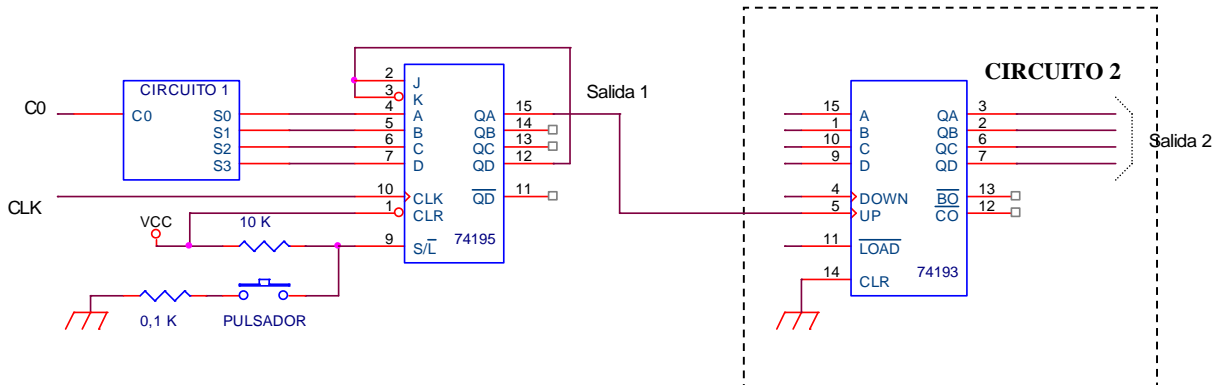 CIRCUITO 1
C0
C0
S0
S1
S2
S3
CLK
VCC
10 K
0,1 K
PULSADOR
2
3
4
5
6
7
10
1
9
J
K
A
B
C
D
CLK
CLR
S/L
QA
QB
QC
QD
QD
74195
15
14
13
12
11
Salida 1
CIRCUITO 2
15
1
10
9
4
5
11
14
A
B
C
D
DOWN
UP
LOAD
CLR
QA
QB
QC
QD
BO
CO
74193
3
2
6
7
13
12
Salida 2